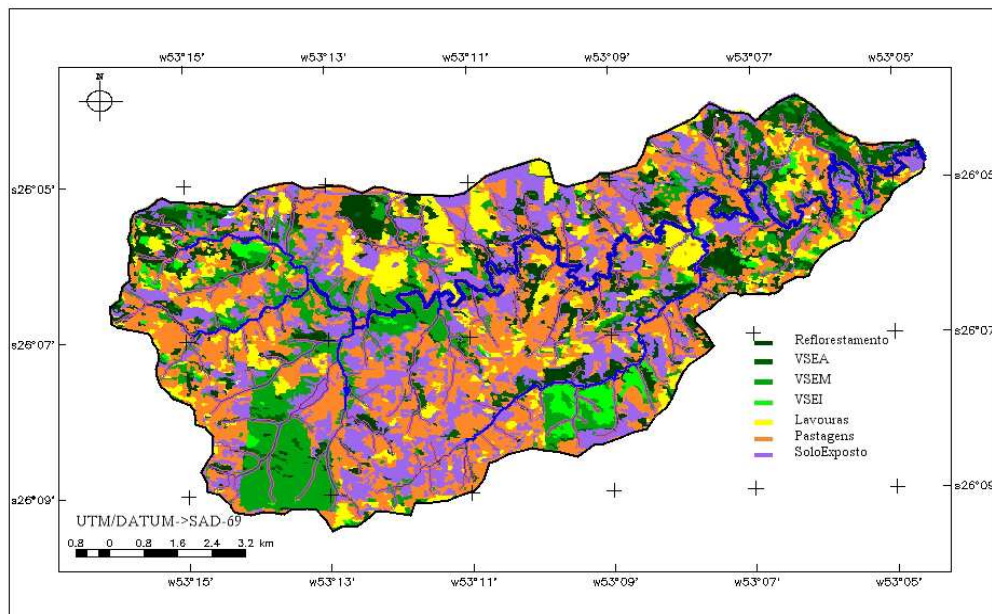 w53°15' w53°13' w53°11' w53°09' w53°07' w53°05'
N
s26°05' s26°05'
s26°07' s26°07'
Reflorestamento
VSEA
VSEM
VSEI
Lavouras
Pastagens
SoloExposto
s26°09' s26°09'
UTM/DATUM->SAD-69
0.8 0 0.8 1.6 2.4 3.2 km
w53°15' w53°13' w53°11' w53°09' w53°07' w53°05'